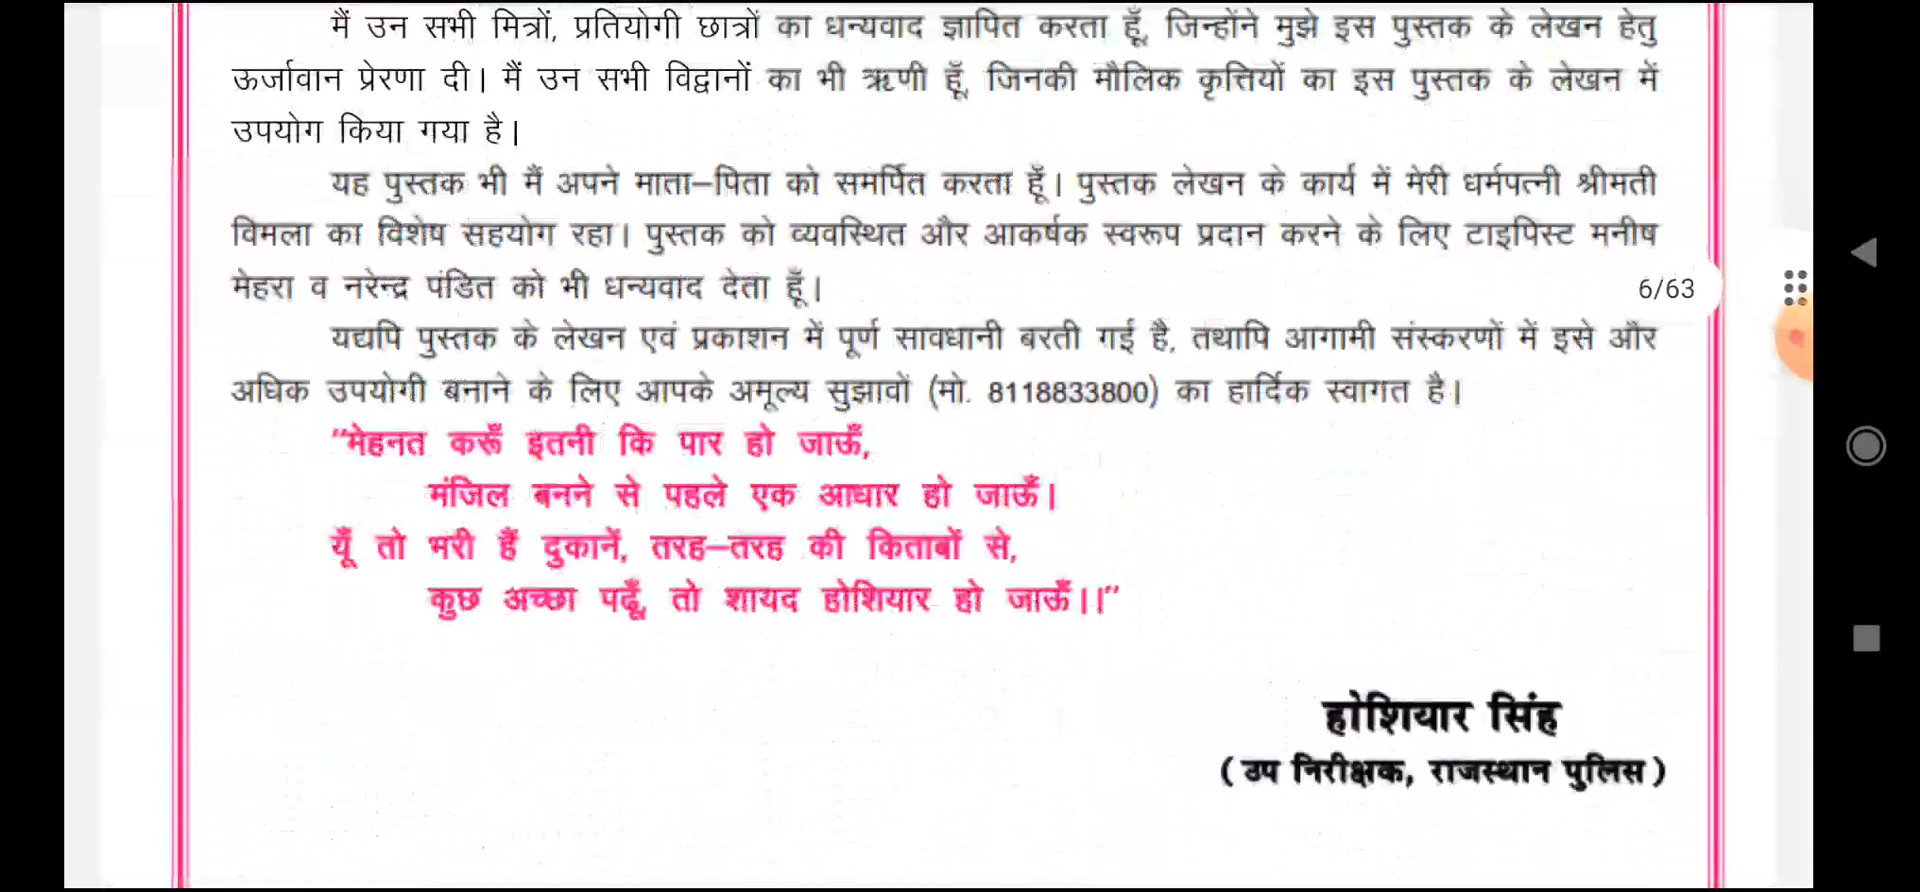 मैं उन सभी मित्रों, प्रतियोगी छात्रों का धन्यवाद ज्ञापित करता हूँ, जिन्होंने मुझे इस पुस्तक के लेखन हेतु
ऊर्जावान प्रेरणा दी। मैं उन सभी विद्वानों का भी ऋणी हूँ, जिनकी मौलिक कृत्तियों का इस पुस्तक के लेखन में
उपयोग किया गया है।
यह पुस्तक भी मैं अपने माता–पिता को समर्पित करता हूँ। पुस्तक लेखन के कार्य में मेरी धर्मपत्नी श्रीमती
विमला का विशेष सहयोग रहा। पुस्तक को व्यवस्थित और आकर्षक स्वरूप प्रदान करने के लिए टाइपिस्ट मनीष
मेहरा व नरेन्द्र पंडित को भी धन्यवाद देता हूँ।
6/63
यद्यपि पुस्तक के लेखन एवं प्रकाशन में पूर्ण सावधानी बरती गई है, तथापि आगामी संस्करणों में इसे और
अधिक उपयोगी बनाने के लिए आपके अमूल्य सुझावों (मो. 8118833800) का हार्दिक स्वागत है।
“मेहनत करूँ इतनी कि पार हो जाऊँ,
मंजिल बनने से पहले एक आधार हो जाऊँ।
यूँ तो भरी हैं दुकानें, तरह–तरह की किताबों से,
कुछ अच्छा पढूँ, तो शायद होशियार हो जाऊँ।।”
होशियार सिंह
(उप निरीक्षक, राजस्थान पुलिस)